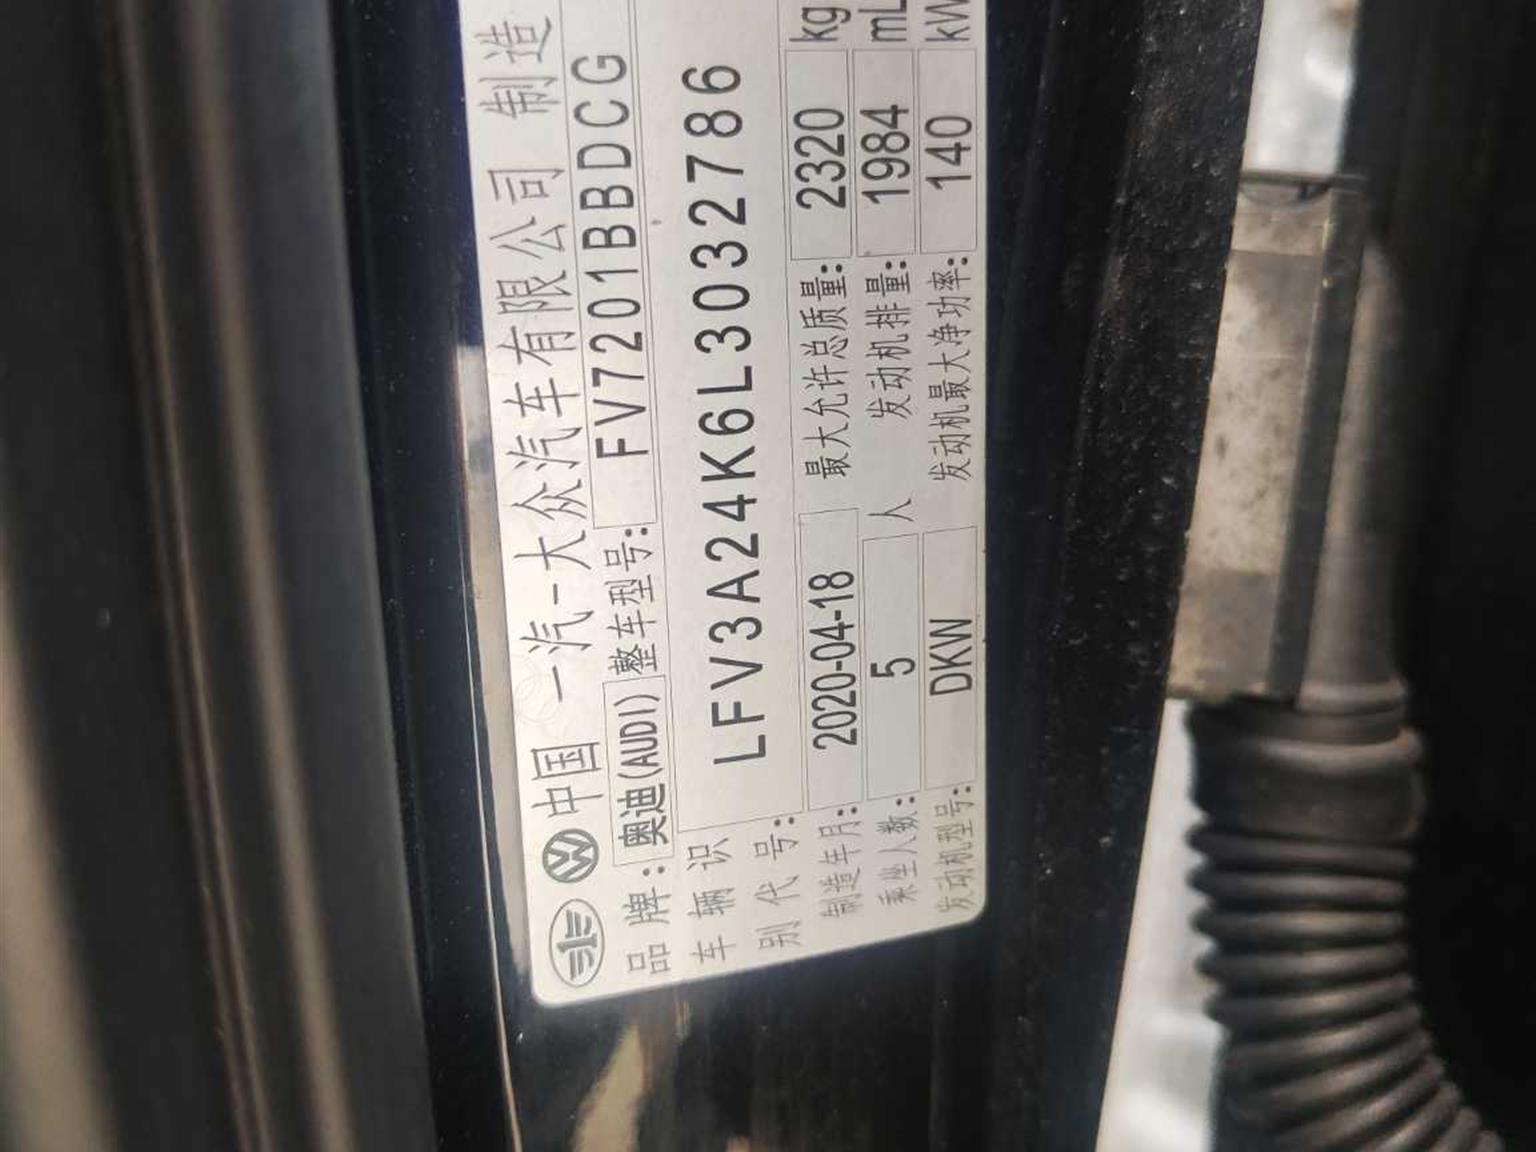 中国 一汽-大众汽车有限公司 制造
品牌: 奥迪(AUDI) 整车型号: FV7201BBDCG
车辆识别代号: LFV3A24K6L3032786
制造年月: 2020-04-18 最大允许总质量: 2320 kg
乘坐人数: 5 人 发动机排量: 1984 mL
发动机型号: DKW 发动机最大净功率: 140 kW